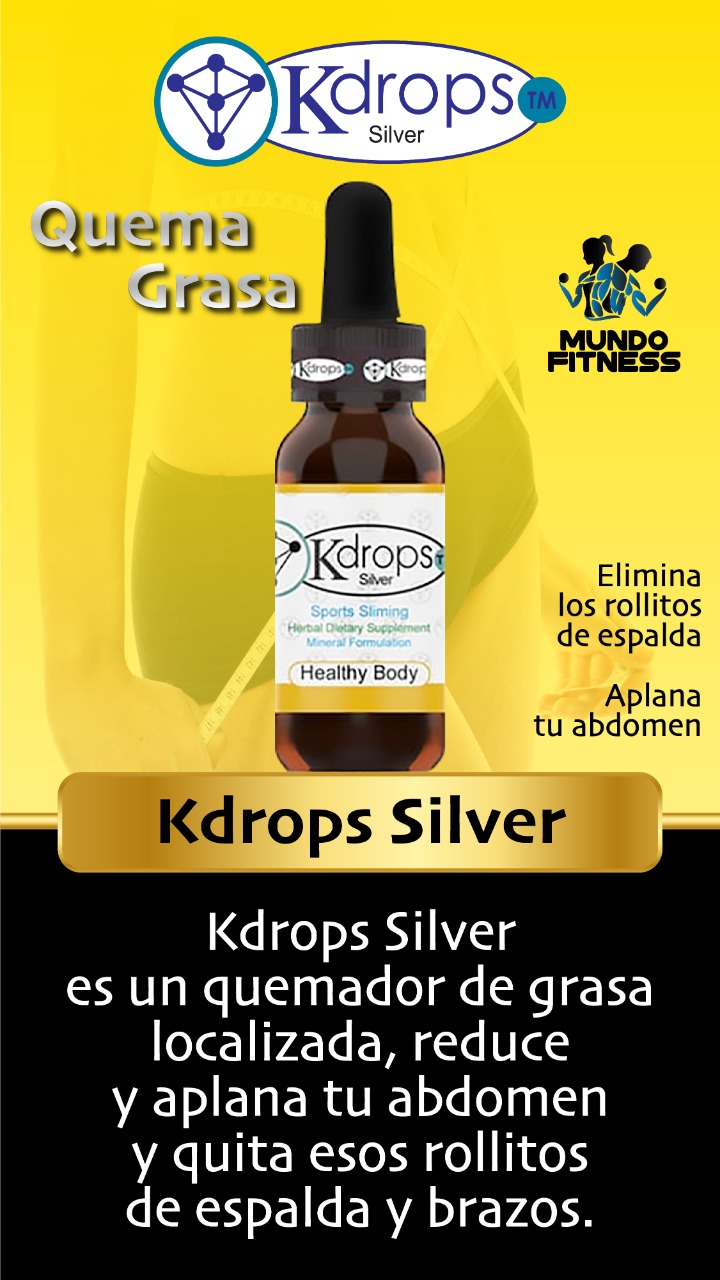 Kdrops TM
Silver
Quema
Grasa
MUNDO
FITNESS
Kdrops Kdrop
Kdrops T
Silver
Sports Sliming
Herbal Dietary Supplement
Mineral Formulation
Healthy Body
Elimina
los rollitos
de espalda
Aplana
tu abdomen
Kdrops Silver
Kdrops Silver
es un quemador de grasa
localizada, reduce
y aplana tu abdomen
y quita esos rollitos
de espalda y brazos.